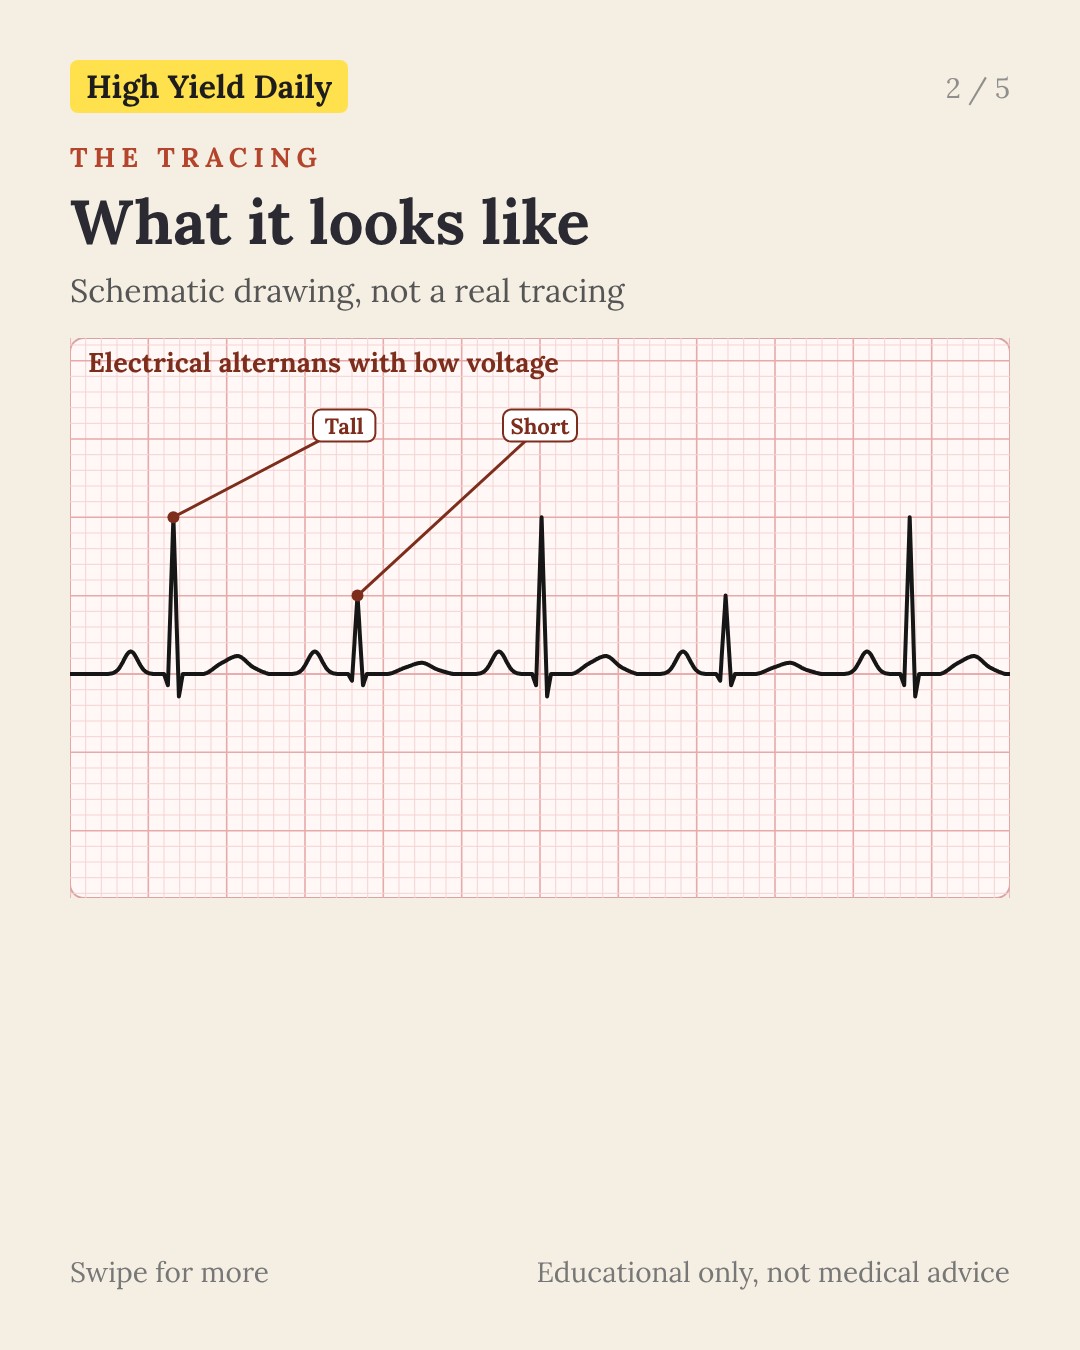 High Yield Daily
2 / 5
THE TRACING
What it looks like
Schematic drawing, not a real tracing
Electrical alternans with low voltage
Tall
Short
Swipe for more
Educational only, not medical advice